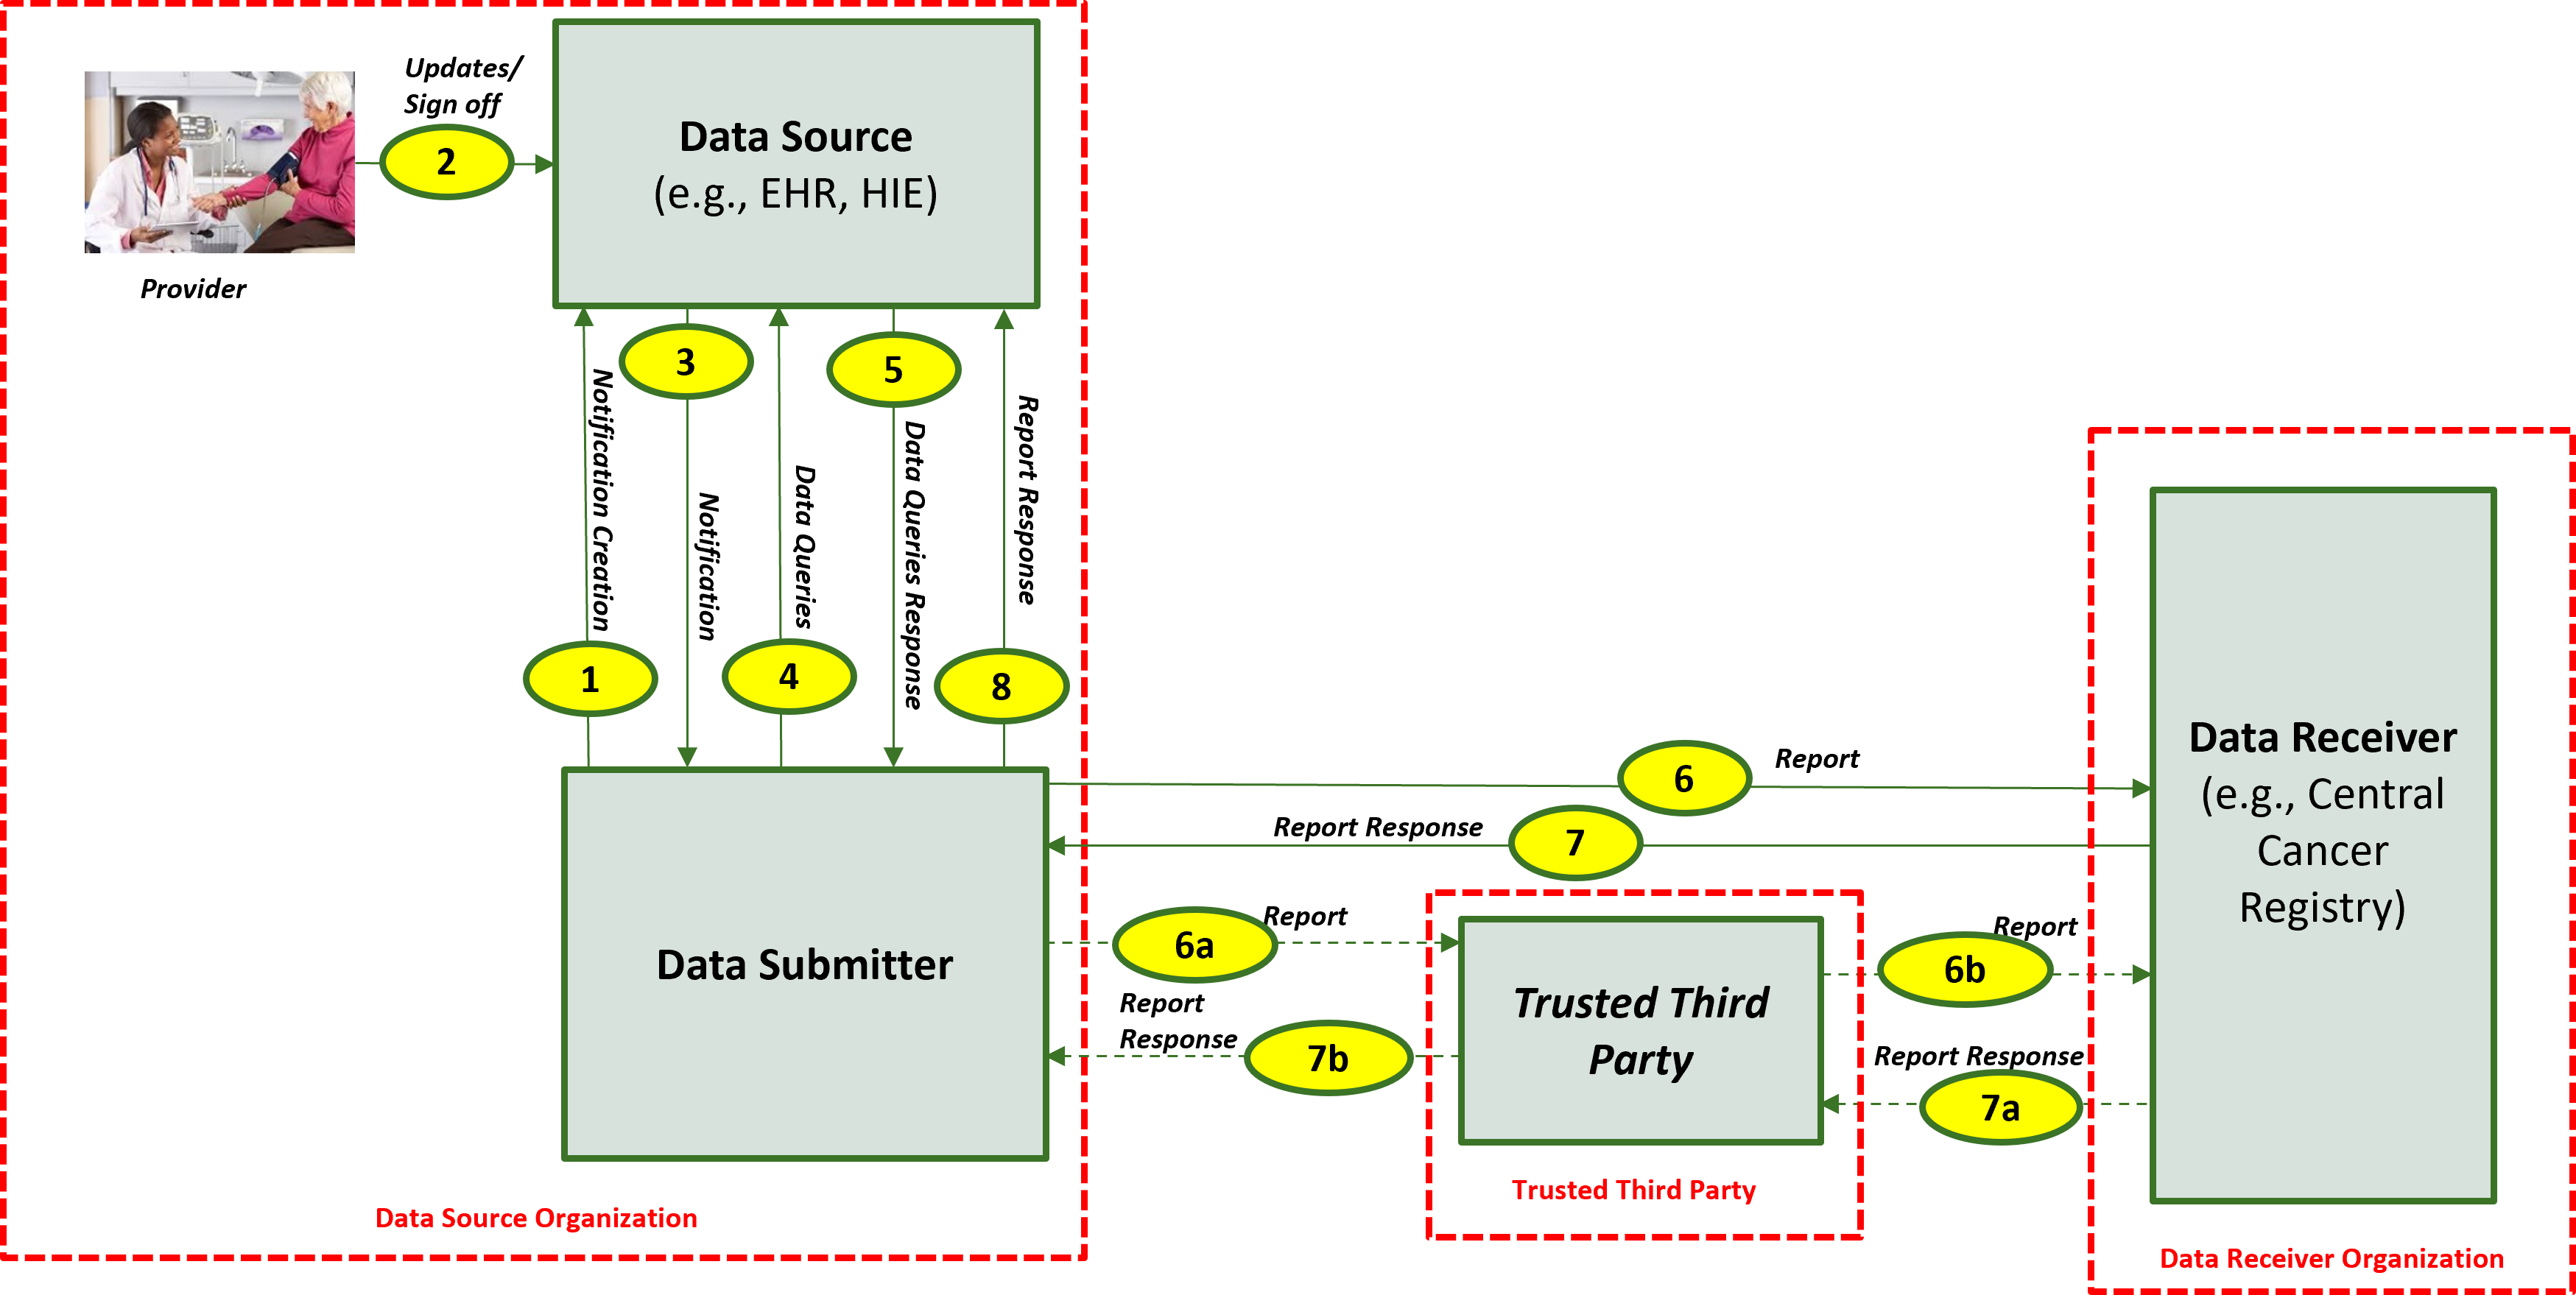 Updates/
Sign off
2
Provider
Data Source
(e.g., EHR, HIE)
3
5
Notification Creation
Notification
Data Queries
Data Queries Response
Report Response
1
4
8
6
Report
Report Response
7
Data Receiver
(e.g., Central
Cancer
Registry)
Data Submitter
6a
Report
Report
Response
7b
Trusted Third
Party
Report
6b
Report Response
7a
Trusted Third Party
Data Source Organization
Data Receiver Organization